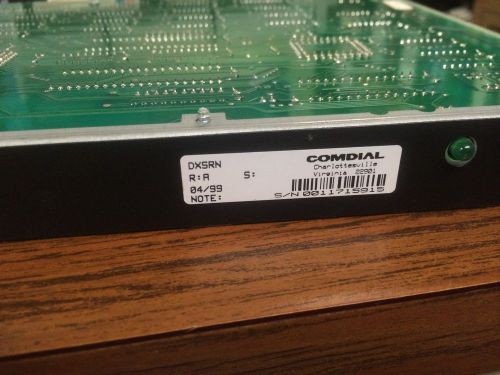 DXSRN
R:A S:
04/99
NOTE:
COMDIAL
Charlottesville
Virginia 22901
S/N 0011715915